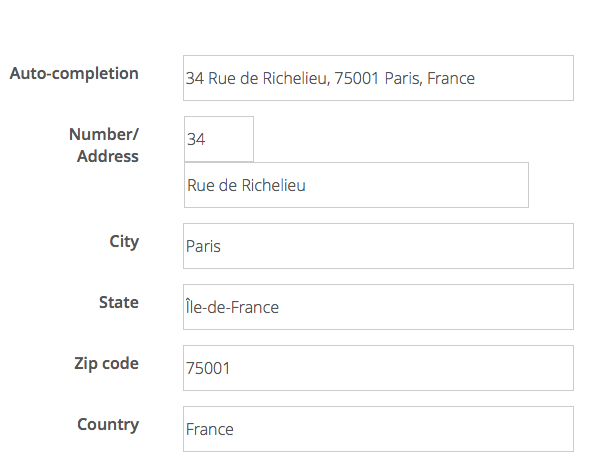 Auto-completion
34 Rue de Richelieu, 75001 Paris, France
Number/
Address
34
Rue de Richelieu
City
Paris
State
Île-de-France
Zip code
75001
Country
France